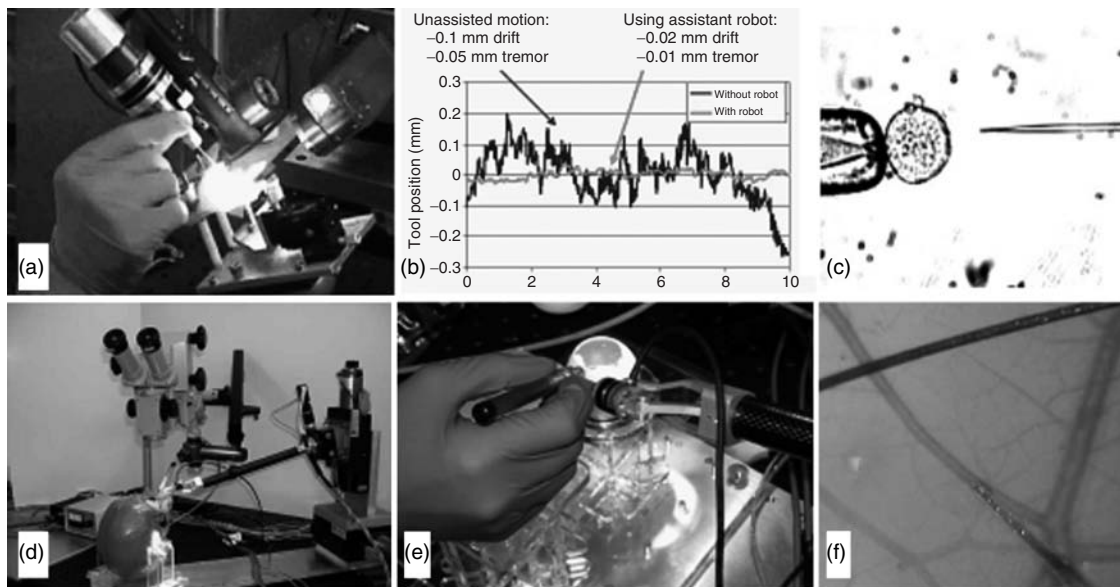 Unassisted motion:
–0.1 mm drift
–0.05 mm tremor
Using assistant robot:
–0.02 mm drift
–0.01 mm tremor
0.3
0.2
0.1
0
–0.1
–0.2
–0.3
Tool position (mm)
Without robot
With robot
0 2 4 6 8 10
(a)
(b)
(c)
(d)
(e)
(f)